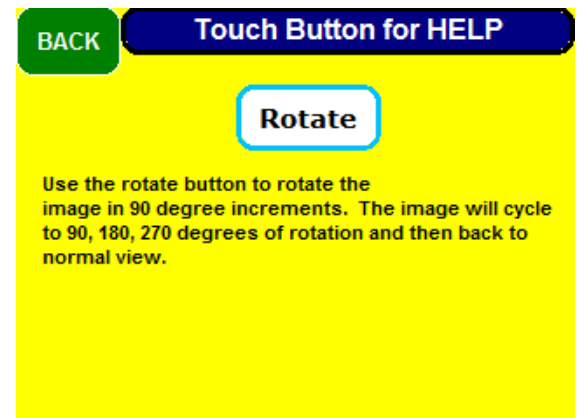 BACK
Touch Button for HELP
Rotate
Use the rotate button to rotate the
image in 90 degree increments.  The image will cycle
to 90, 180, 270 degrees of rotation and then back to
normal view.